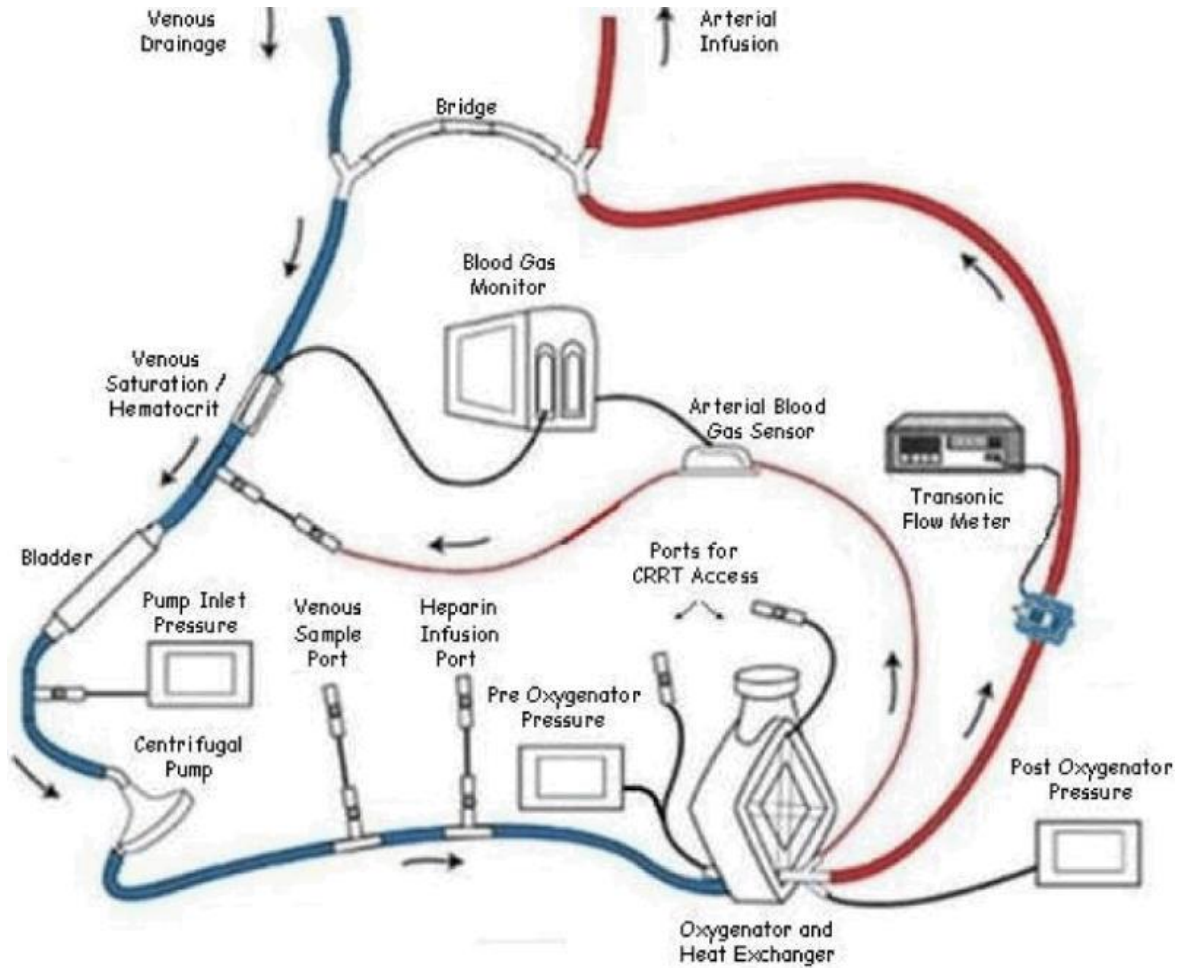 Venous
Drainage
Arterial
Infusion
Bridge
Blood Gas
Monitor
Venous
Saturation /
Hematocrit
Arterial Blood
Gas Sensor
Transonic
Flow Meter
Bladder
Ports for
CRRT Access
Pump Inlet
Pressure
Venous
Sample
Port
Heparin
Infusion
Port
Pre Oxygenator
Pressure
Centrifugal
Pump
Post Oxygenator
Pressure
Oxygenator and
Heat Exchanger